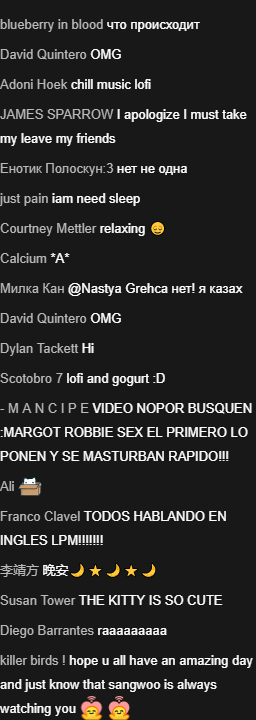 blueberry in blood что происходит
David Quintero OMG
Adoni Hoek chill music lofi
JAMES SPARROW I apologize I must take
my leave my friends
Енотик Полоскун:3 нет не одна
just pain iam need sleep
Courtney Mettler relaxing 😌
Calcium *A*
Милка Кан @Nastya Grehca нет! я казах
David Quintero OMG
Dylan Tackett Hi
Scotobro 7 lofi and gogurt :D
- M A N C I P E VIDEO NOPOR BUSQUEN
:MARGOT ROBBIE SEX EL PRIMERO LO
PONEN Y SE MASTURBAN RAPIDO!!!
Ali
Franco Clavel TODOS HABLANDO EN
INGLES LPM!!!!!!!
李靖方 晚安🌙⭐🌙⭐🌙
Susan Tower THE KITTY IS SO CUTE
Diego Barrantes raaaaaaaaa
killer birds ! hope u all have an amazing day
and just know that sangwoo is always
watching you